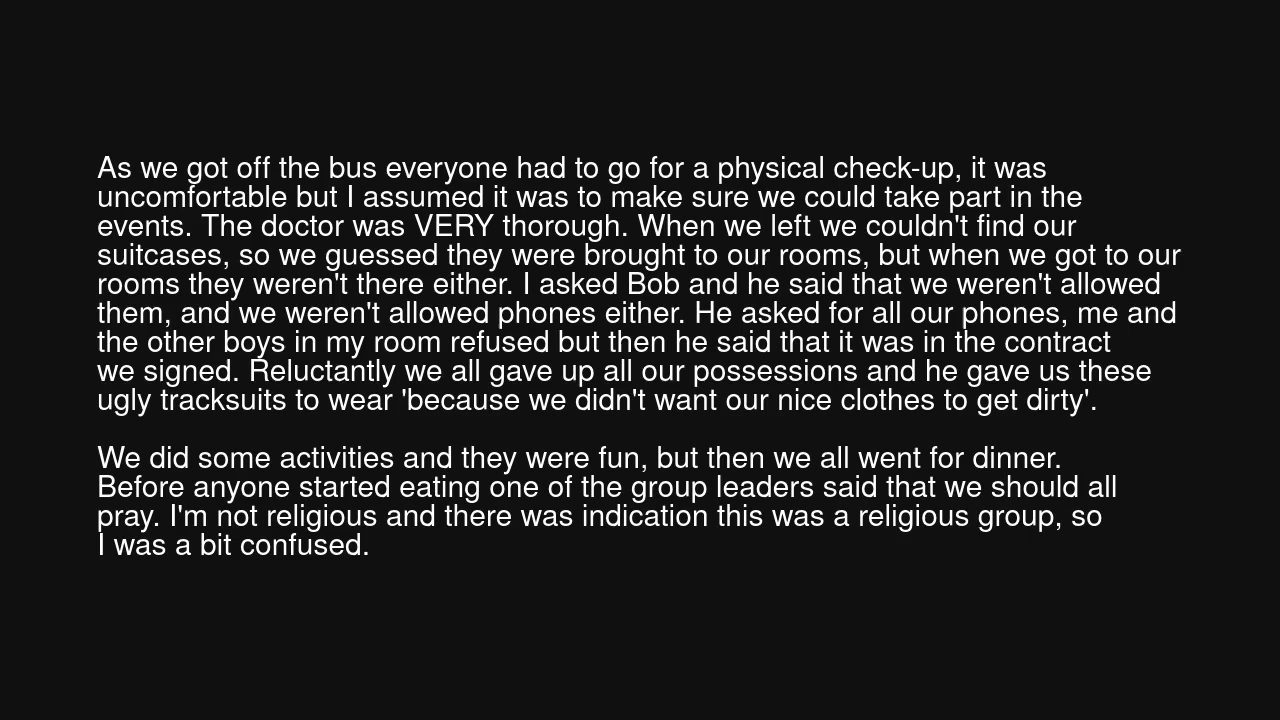 As we got off the bus everyone had to go for a physical check-up, it was
uncomfortable but I assumed it was to make sure we could take part in the
events. The doctor was VERY thorough. When we left we couldn't find our
suitcases, so we guessed they were brought to our rooms, but when we got to our
rooms they weren't there either. I asked Bob and he said that we weren't allowed
them, and we weren't allowed phones either. He asked for all our phones, me and
the other boys in my room refused but then he said that it was in the contract
we signed. Reluctantly we all gave up all our possessions and he gave us these
ugly tracksuits to wear 'because we didn't want our nice clothes to get dirty'.
We did some activities and they were fun, but then we all went for dinner.
Before anyone started eating one of the group leaders said that we should all
pray. I'm not religious and there was indication this was a religious group, so
I was a bit confused.